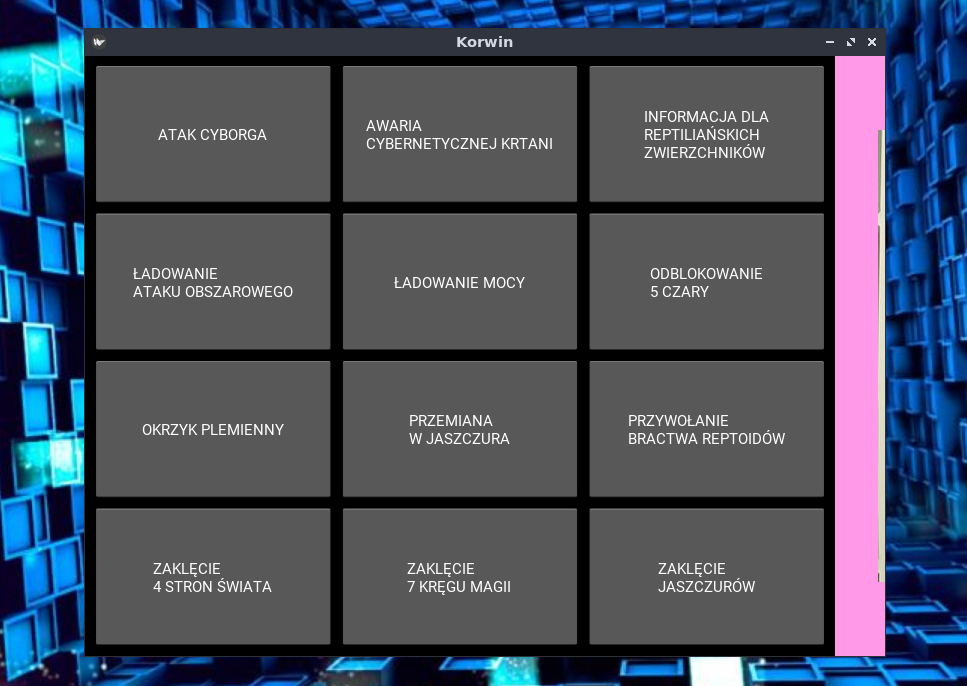 Korwin
ATAK CYBORGA
AWARIA
CYBERNETYCZNEJ KRTANI
INFORMACJA DLA
REPTILIAŃSKICH
ZWIERZCHNIKÓW
ŁADOWANIE
ATAKU OBSZAROWEGO
ŁADOWANIE MOCY
ODBLOKOWANIE
5 CZARY
OKRZYK PLEMIENNY
PRZEMIANA
W JASZCZURA
PRZYWOŁANIE
BRACTWA REPTOIDÓW
ZAKLĘCIE
4 STRON ŚWIATA
ZAKLĘCIE
7 KRĘGU MAGII
ZAKLĘCIE
JASZCZURÓW